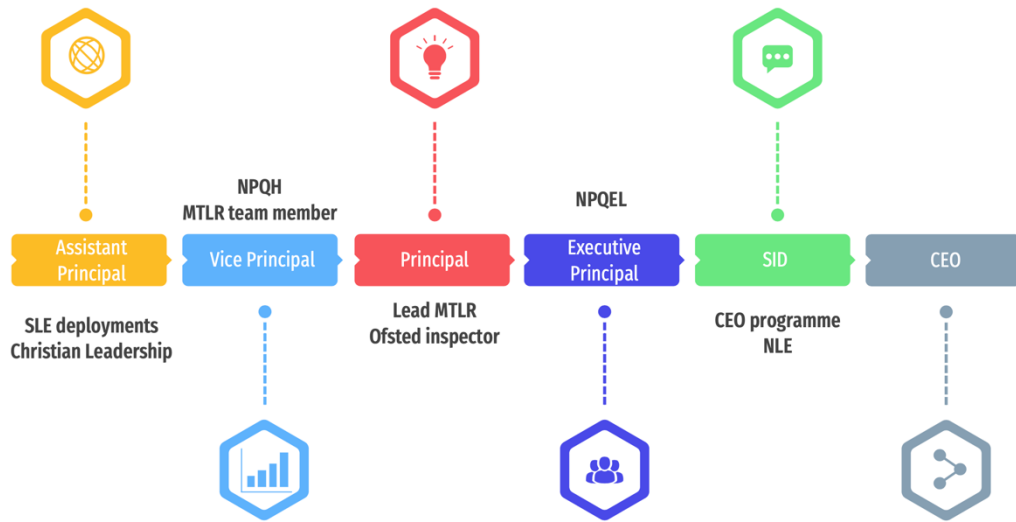 NPQH
MTLR team member
NPQEL
Assistant
Principal
Vice Principal
Principal
Executive
Principal
SID
CEO
SLE deployments
Christian Leadership
Lead MTLR
Ofsted inspector
CEO programme
NLE